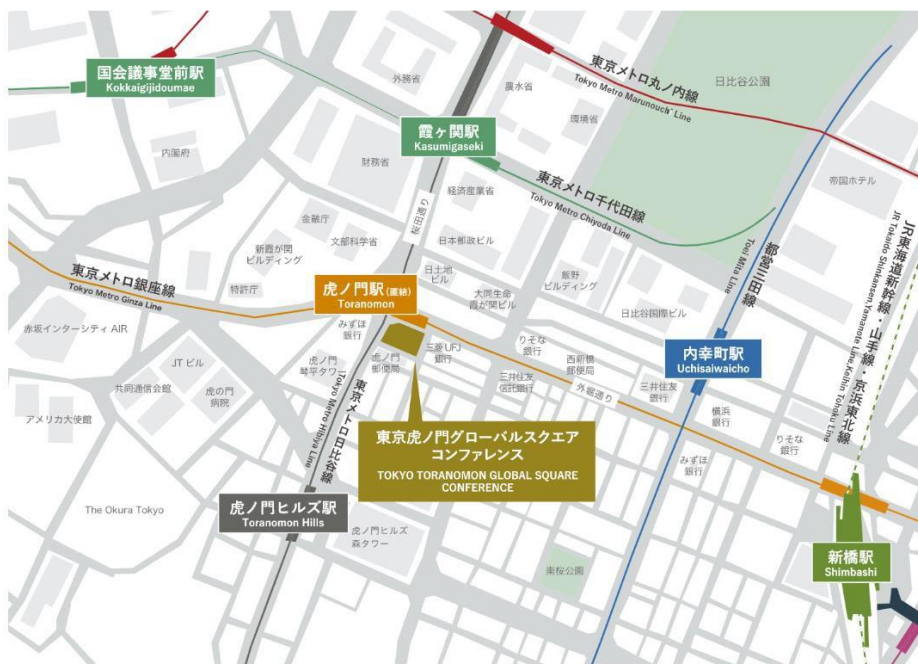 国会議事堂前駅
Kokkaigijidoumae
外務省
農水省
東京メトロ丸ノ内線
Tokyo Metro Marunouch Line
日比谷公園
環境省
霞ヶ関駅
Kasumigaseki
内閣府
財務省
経済産業省
東京メトロ千代田線
Tokyo Metro Chiyoda Line
帝国ホテル
桜田通り
金融庁
文部科学省
日本郵政ビル
新霞が関
ビルディング
都営三田線
Toei Mita Line
JR東海道新幹線・山手線・京浜東北線
JR Tokaido Shinkansen,Yamanote Line,Keihin Tohoku Line
東京メトロ銀座線
Tokyo Metro Ginza Line
特許庁
虎ノ門駅(直結)
Toranomon
日土地
ビル
大同生命
霞が関ビル
飯野
ビルディング
日比谷国際ビル
赤坂インターシティAIR
みずほ
銀行
虎ノ門
郵便局
三菱UFJ
銀行
りそな
銀行
西新橋
郵便局
内幸町駅
Uchisaiwaicho
JTビル
虎ノ門
琴平タワー
共同通信会館
虎の門
病院
三井住友
信託銀行
外堀通り
三井住友
銀行
横浜
銀行
りそな
銀行
みずほ
銀行
アメリカ大使館
東京メトロ日比谷線
Tokyo Metro Hibiya Line
東京虎ノ門グローバルスクエア
コンファレンス
TOKYO TORANOMON GLOBAL SQUARE
CONFERENCE
The Okura Tokyo
虎ノ門ヒルズ駅
Toranomon Hills
虎ノ門ヒルズ
森タワー
南桜公園
新橋駅
Shimbashi